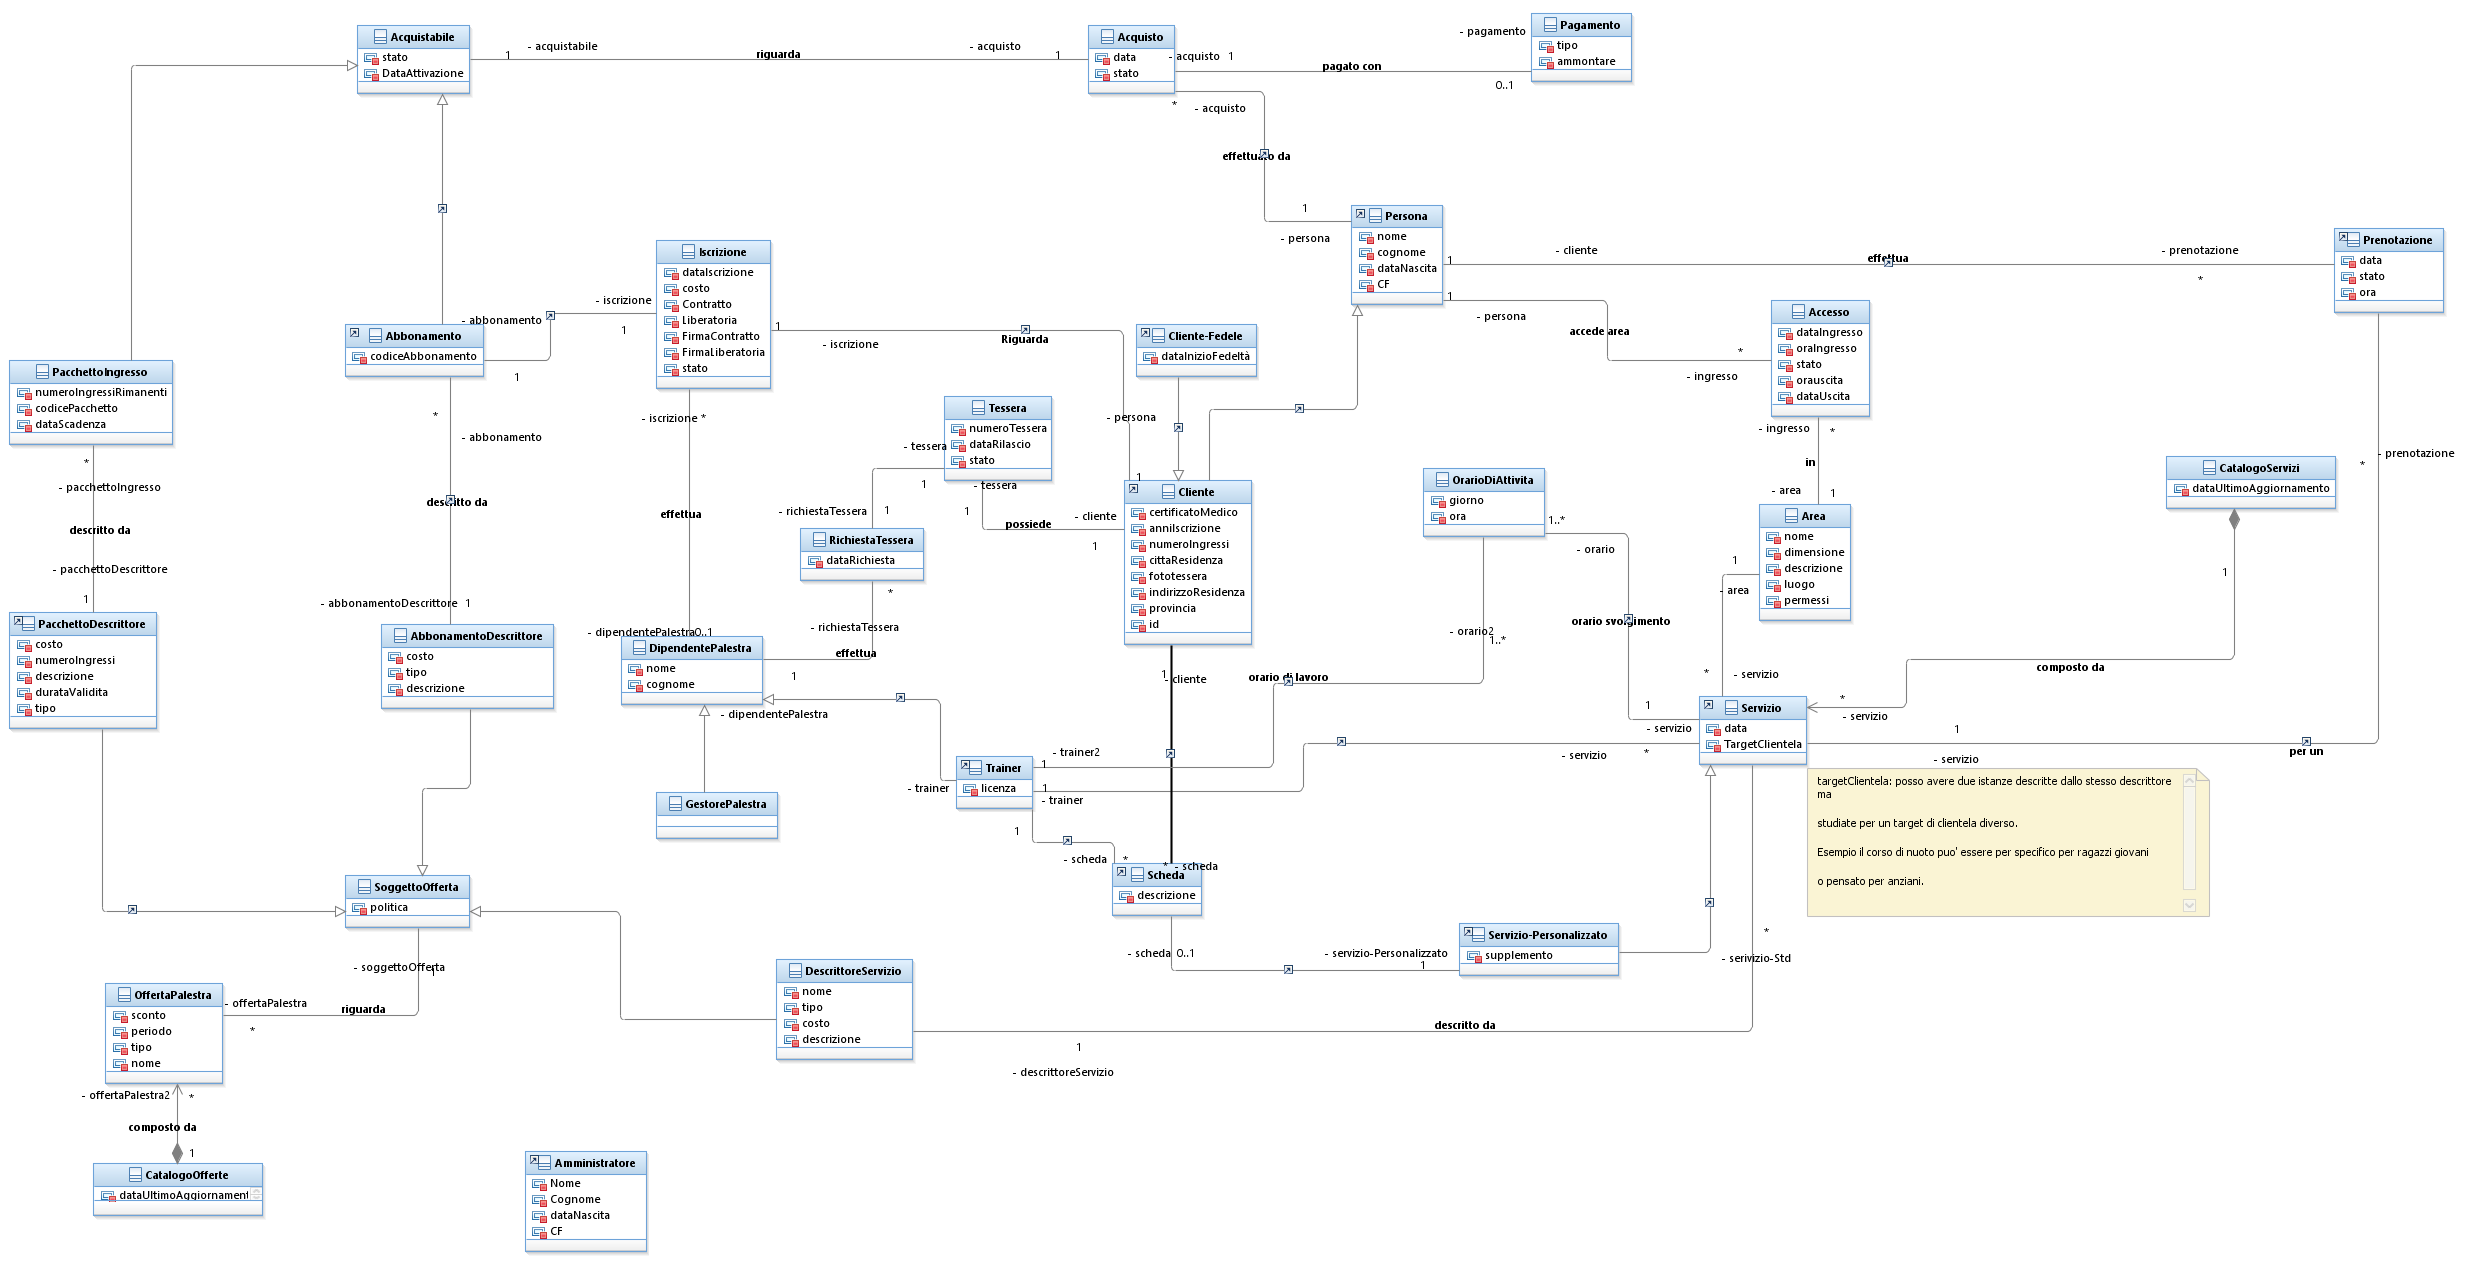 Acquistabile
stato
DataAttivazione
1
- acquistabile
riguarda
- acquisto
1
Acquisto
data
stato
- acquisto
1
pagato con
- pagamento
0..1
Pagamento
tipo
ammontare
*
- acquisto
effettuato da
1
- persona
Persona
nome
cognome
dataNascita
CF
1
- cliente
effettua
- prenotazione
*
Prenotazione
data
stato
ora
1
- persona
accede area
*
- ingresso
Accesso
dataIngresso
oraIngresso
stato
orauscita
dataUscita
- ingresso
*
in
- area
1
Area
nome
dimensione
descrizione
luogo
permessi
1
- area
*
- servizio
CatalogoServizi
dataUltimoAggiornamento
1
composto da
*
- servizio
- prenotazione
*
per un
1
- servizio
Iscrizione
dataIscrizione
costo
Contratto
Liberatoria
FirmaContratto
FirmaLiberatoria
stato
- iscrizione
1
- abbonamento
1
Abbonamento
codiceAbbonamento
1
- iscrizione
Riguarda
- persona
1
Cliente-Fedele
dataInizioFedeltà
PacchettoIngresso
numeroIngressiRimanenti
codicePacchetto
dataScadenza
*
- pacchettoIngresso
descritto da
- pacchettoDescrittore
1
PacchettoDescrittore
costo
numeroIngressi
descrizione
durataValidita
tipo
*
- abbonamento
descritto da
- abbonamentoDescrittore
1
AbbonamentoDescrittore
costo
tipo
descrizione
- iscrizione *
effettua
- dipendentePalestra
0..1
DipendentePalestra
nome
cognome
Tessera
numeroTessera
dataRilascio
stato
- tessera
1
- tessera
1
possiede
- cliente
1
- richiestaTessera
1
RichiestaTessera
dataRichiesta
*
- richiestaTessera
effettua
1
- dipendentePalestra
Cliente
certificatoMedico
anniIscrizione
numeroIngressi
cittaResidenza
fototessera
indirizzoResidenza
provincia
id
1
- cliente
OrarioDiAttivita
giorno
ora
1..*
- orario
orario svolgimento
1
- servizio
- orario2
1..*
orario di lavoro
- trainer2
1
Trainer
licenza
- trainer
1
- trainer
1
- servizio
*
- scheda
*
*
- scheda
Scheda
descrizione
- scheda
0..1
- servizio-Personalizzato
1
Servizio-Personalizzato
supplemento
Servizio
data
TargetClientela
targetClientela: posso avere due istanze descritte dallo stesso descrittore
ma
studiate per un target di clientela diverso.
Esempio il corso di nuoto puo' essere per specifico per ragazzi giovani
o pensato per anziani.
*
- serivizio-Std
descritto da
1
- descrittoreServizio
GestorePalestra
SoggettoOfferta
politica
- soggettoOfferta
1
riguarda
- offertaPalestra
*
DescrittoreServizio
nome
tipo
costo
descrizione
OffertaPalestra
sconto
periodo
tipo
nome
- offertaPalestra2
*
composto da
1
CatalogoOfferte
dataUltimoAggiornament
Amministratore
Nome
Cognome
dataNascita
CF